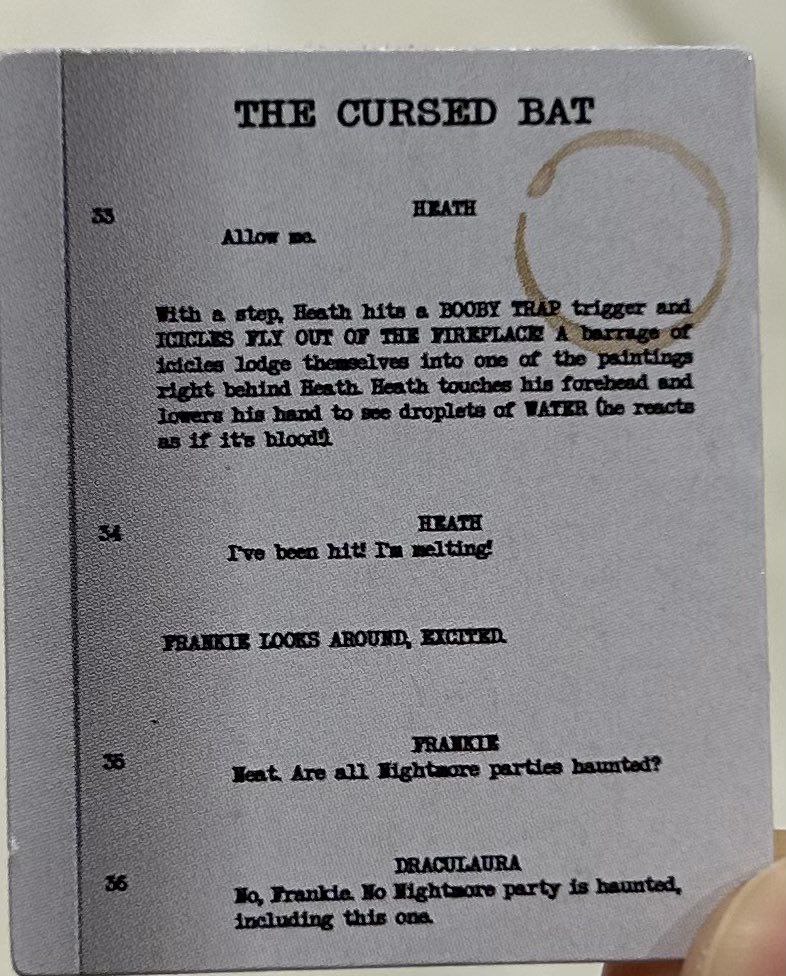 THE CURSED BAT
33 HEATH
Allow me.
With a step, Heath hits a BOOBY TRAP trigger and
ICICLES FLY OUT OF THE FIREPLACE! A barrage of
icicles lodge themselves into one of the paintings
right behind Heath. Heath touches his forehead and
lowers his hand to see droplets of WATER (he reacts
as if it's blood!).
34 HEATH
I've been hit! I'm melting!
FRANKIE LOOKS AROUND, EXCITED.
35 FRANKIE
Neat. Are all Nightmore parties haunted?
36 DRACULAURA
No, Frankie. No Nightmore party is haunted,
including this one.